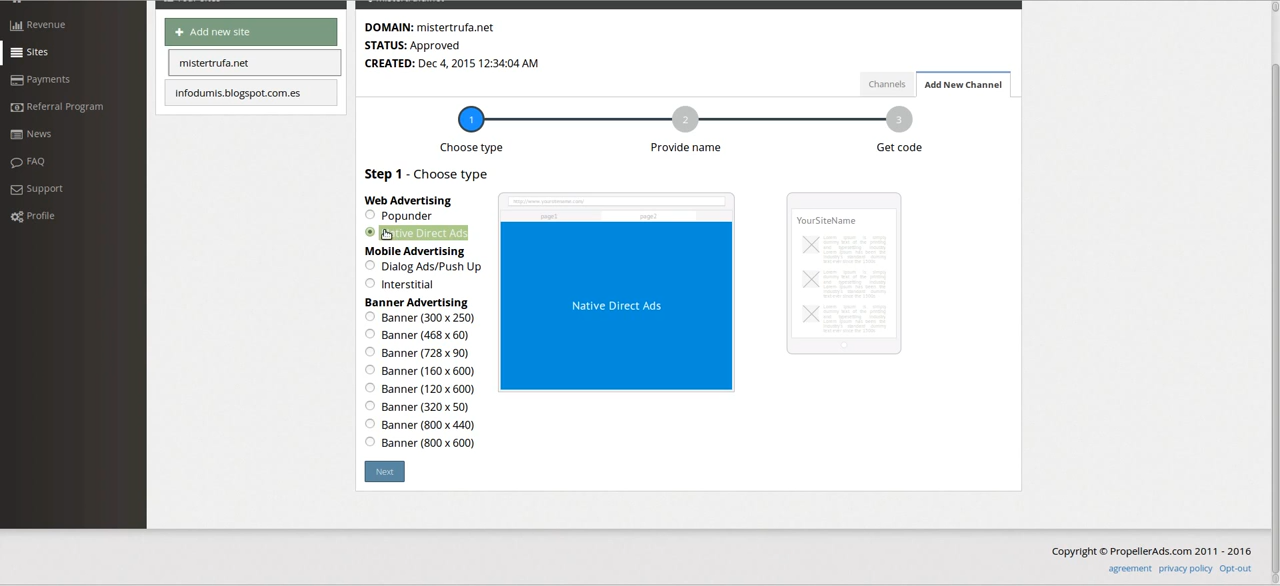 Revenue
Sites
Payments
Referral Program
News
FAQ
Support
Profile
Add new site
mistertrufa.net
infodumis.blogspot.com.es
DOMAIN: mistertrufa.net
STATUS: Approved
CREATED: Dec 4, 2015 12:34:04 AM
Channels
Add New Channel
1
2
3
Choose type
Provide name
Get code
Step 1 - Choose type
Web Advertising
Popunder
Native Direct Ads
Mobile Advertising
Dialog Ads/Push Up
Interstitial
Banner Advertising
Banner (300 x 250)
Banner (468 x 60)
Banner (728 x 90)
Banner (160 x 600)
Banner (120 x 600)
Banner (320 x 50)
Banner (800 x 440)
Banner (800 x 600)
Next
page1
page2
Native Direct Ads
YourSiteName
Copyright © PropellerAds.com 2011 - 2016
agreement privacy policy Opt-out